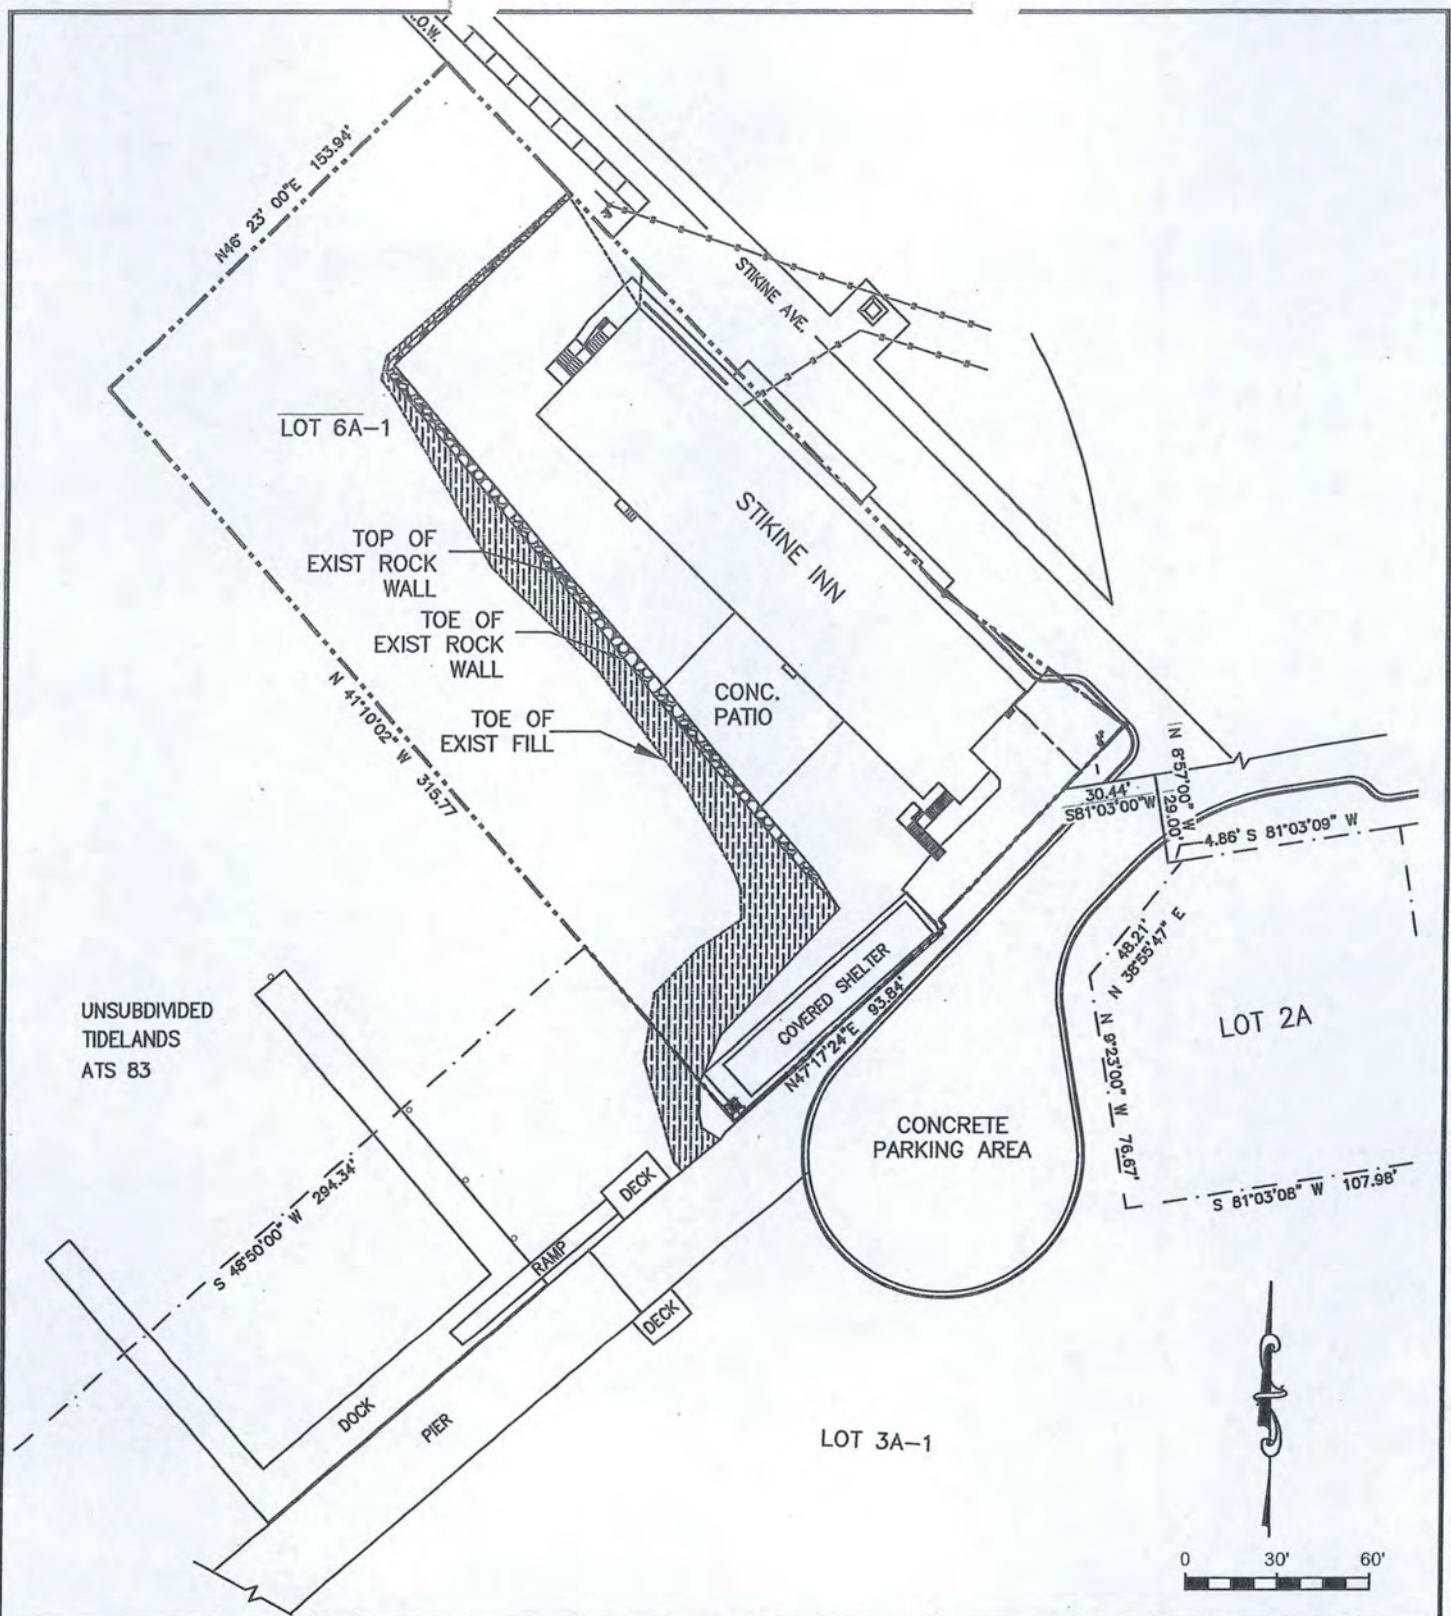 .O.W.
N46° 23' 00"E 153.94'
STIKINE AVE.
LOT 6A-1
STIKINE INN
TOP OF
EXIST ROCK
WALL
TOE OF
EXIST ROCK
WALL
TOE OF
EXIST FILL
CONC.
PATIO
N 41°10'02" W 315.77
N 8°57'00" W
29.00'
30.44'
S81°03'00"W
4.86' S 81°03'09" W
48.21'
N 38°55'47" E
COVERED SHELTER
N47°17'24"E 93.84'
LOT 2A
N 9°23'00" W 76.67'
UNSUBDIVIDED
TIDELANDS
ATS 83
CONCRETE
PARKING AREA
S 81°03'08" W 107.98'
S 48°50'00" W 294.34'
DECK
RAMP
DECK
DOCK
PIER
LOT 3A-1
0 30' 60'